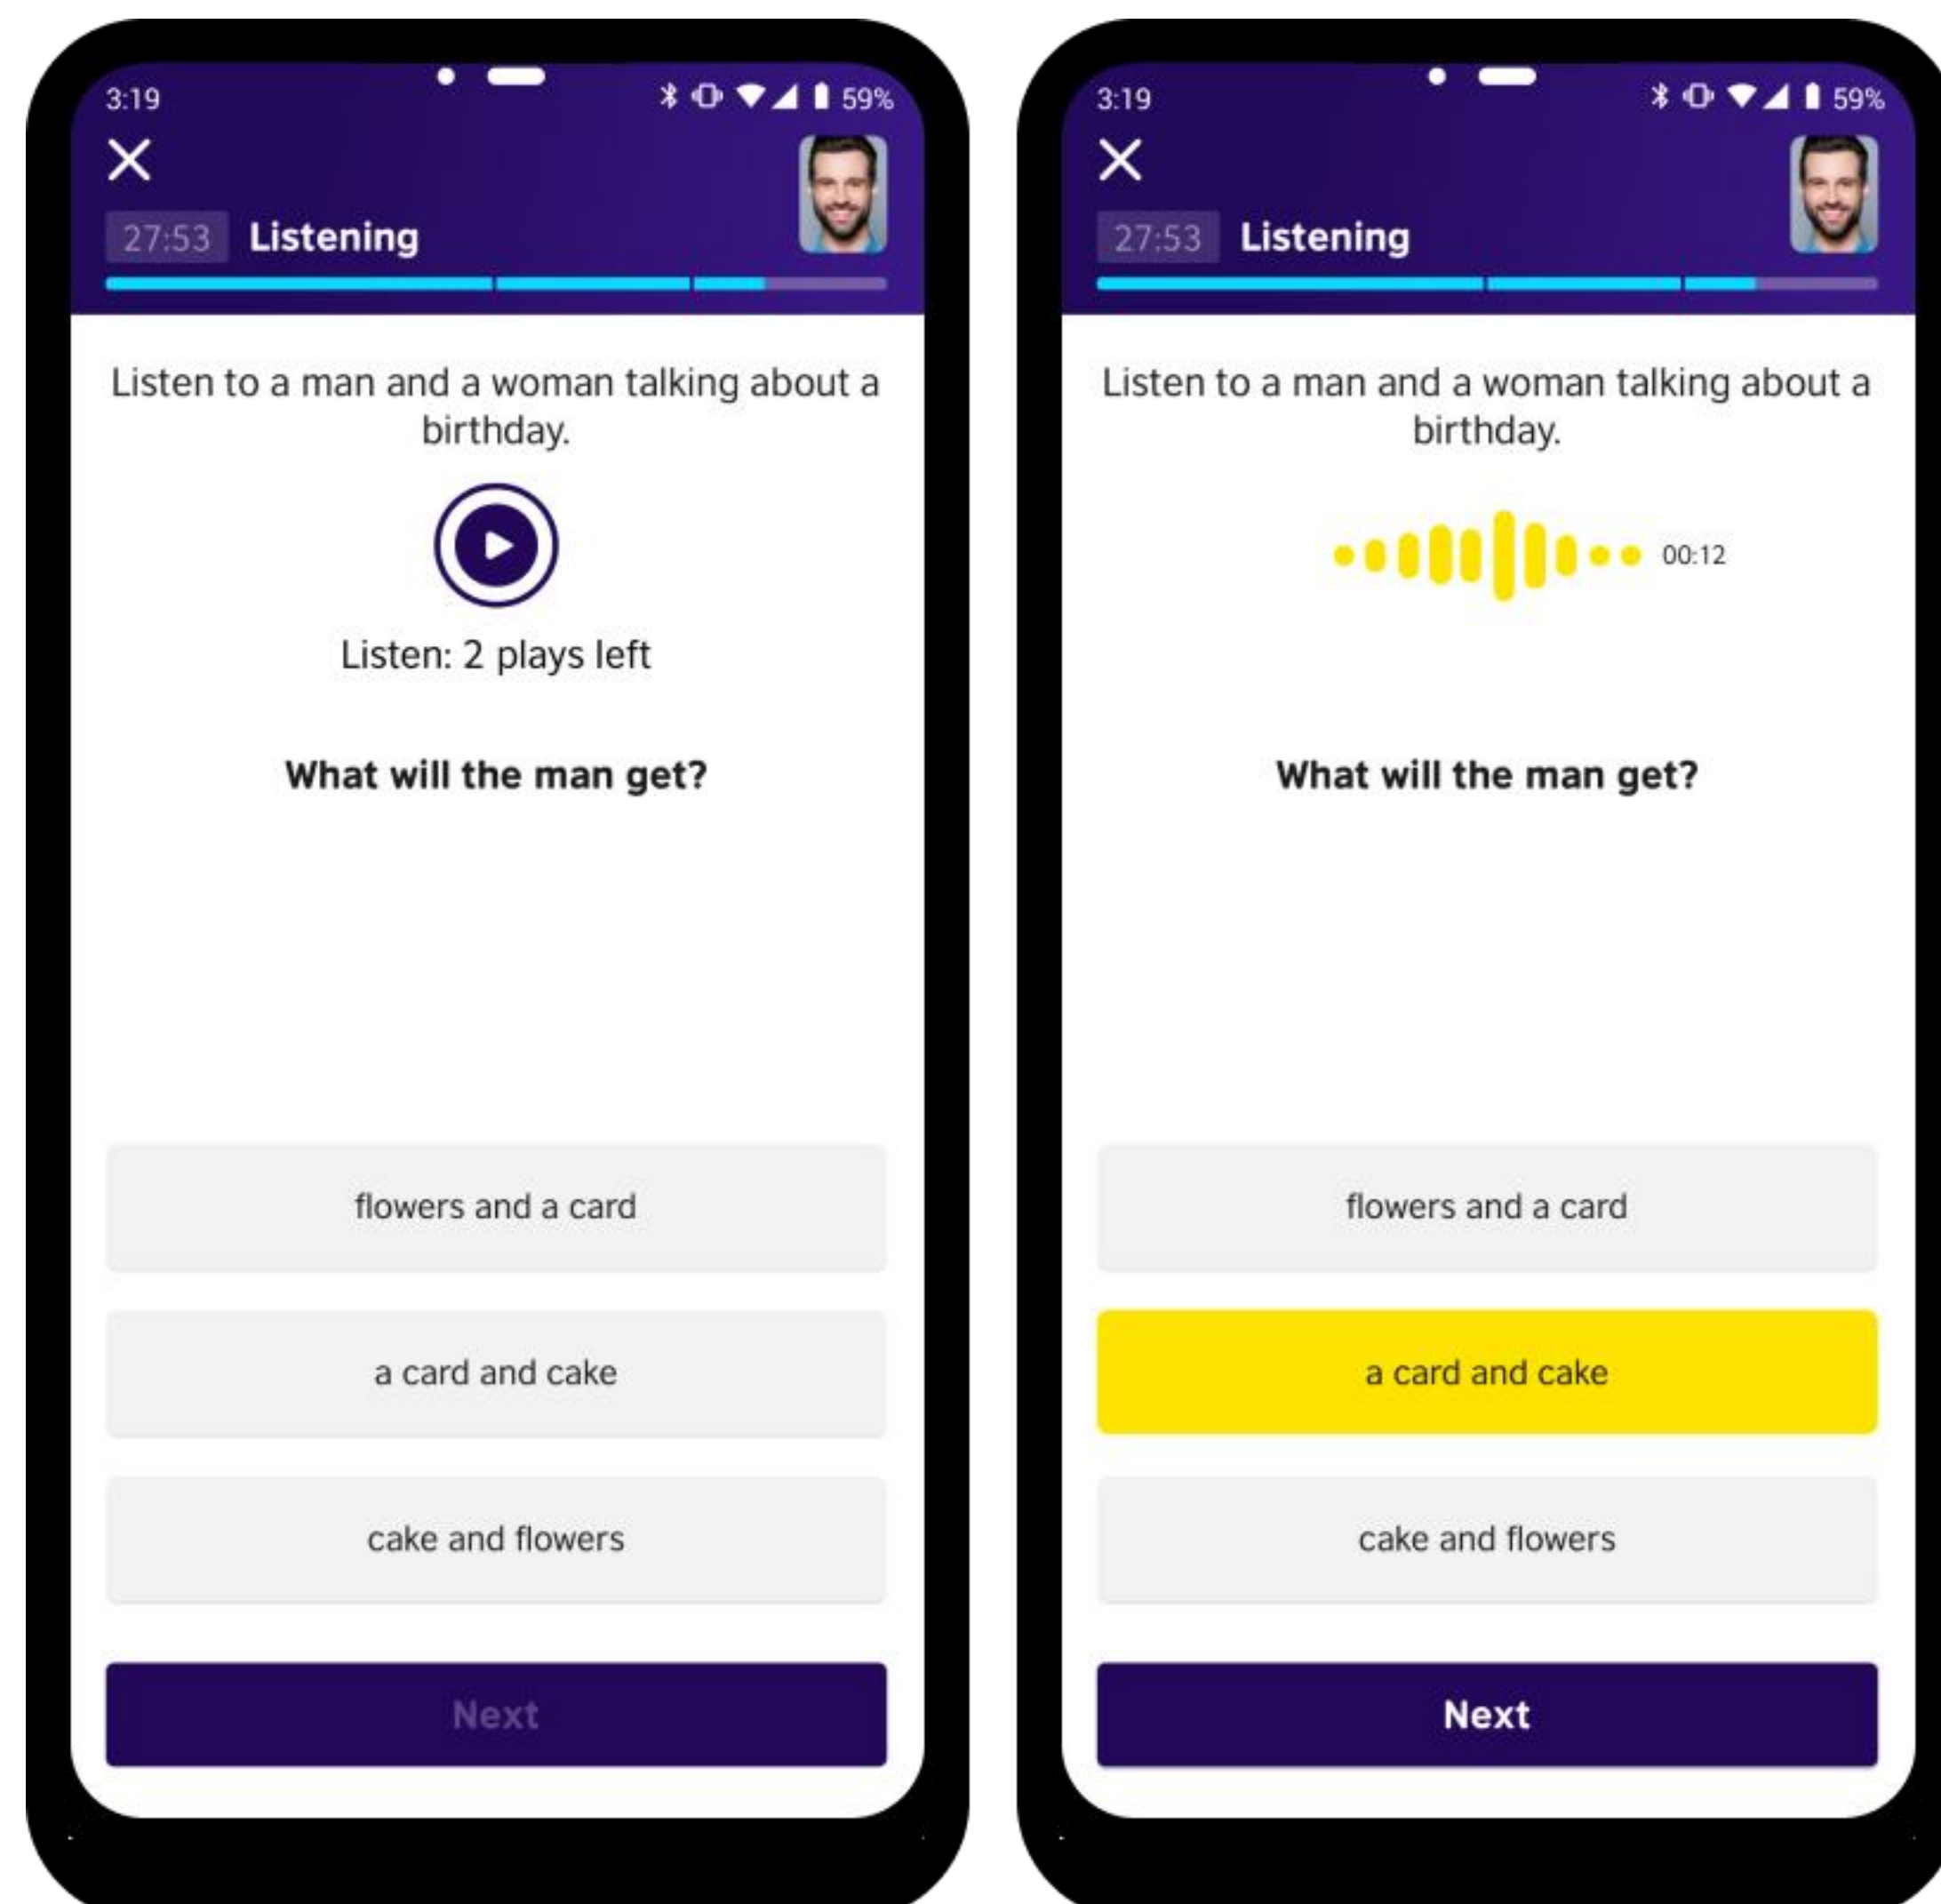 3:19
59%
27:53 Listening
Listen to a man and a woman talking about a
birthday.
Listen: 2 plays left
What will the man get?
flowers and a card
a card and cake
cake and flowers
Next
3:19
59%
27:53 Listening
Listen to a man and a woman talking about a
birthday.
00:12
What will the man get?
flowers and a card
a card and cake
cake and flowers
Next